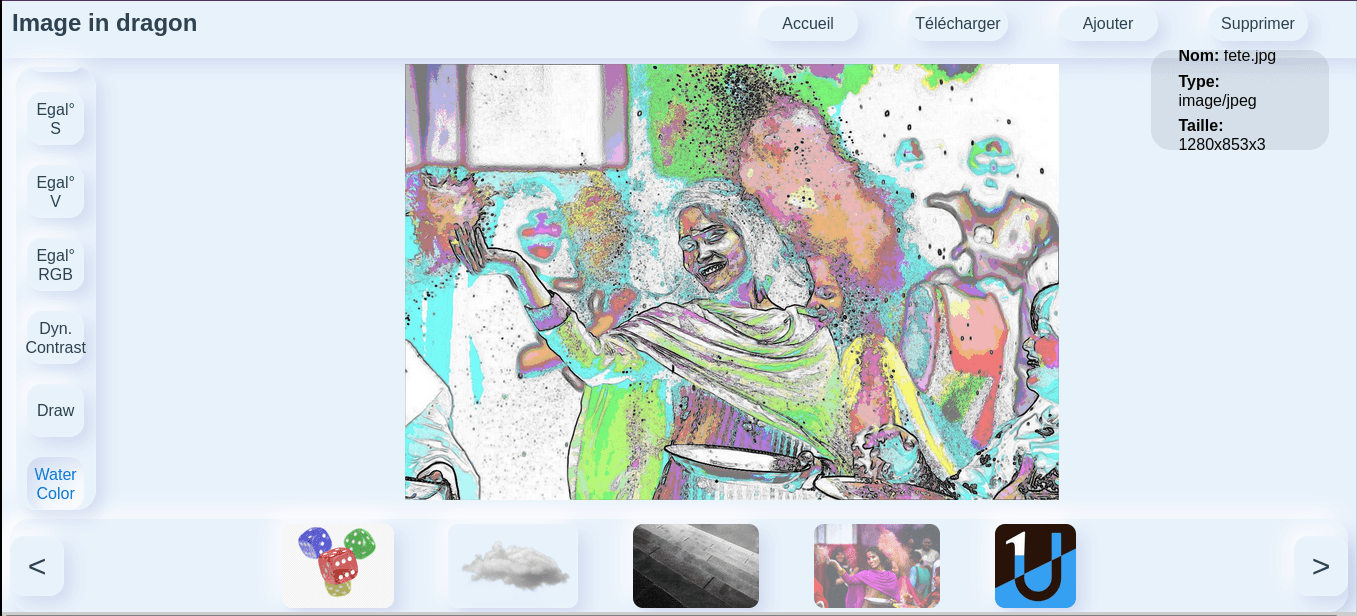 Image in dragon
Accueil
Télécharger
Ajouter
Supprimer
Nom: fete.jpg
Type:
image/jpeg
Taille:
1280x853x3
Egal°
S
Egal°
V
Egal°
RGB
Dyn.
Contrast
Draw
Water
Color
<
1U
>